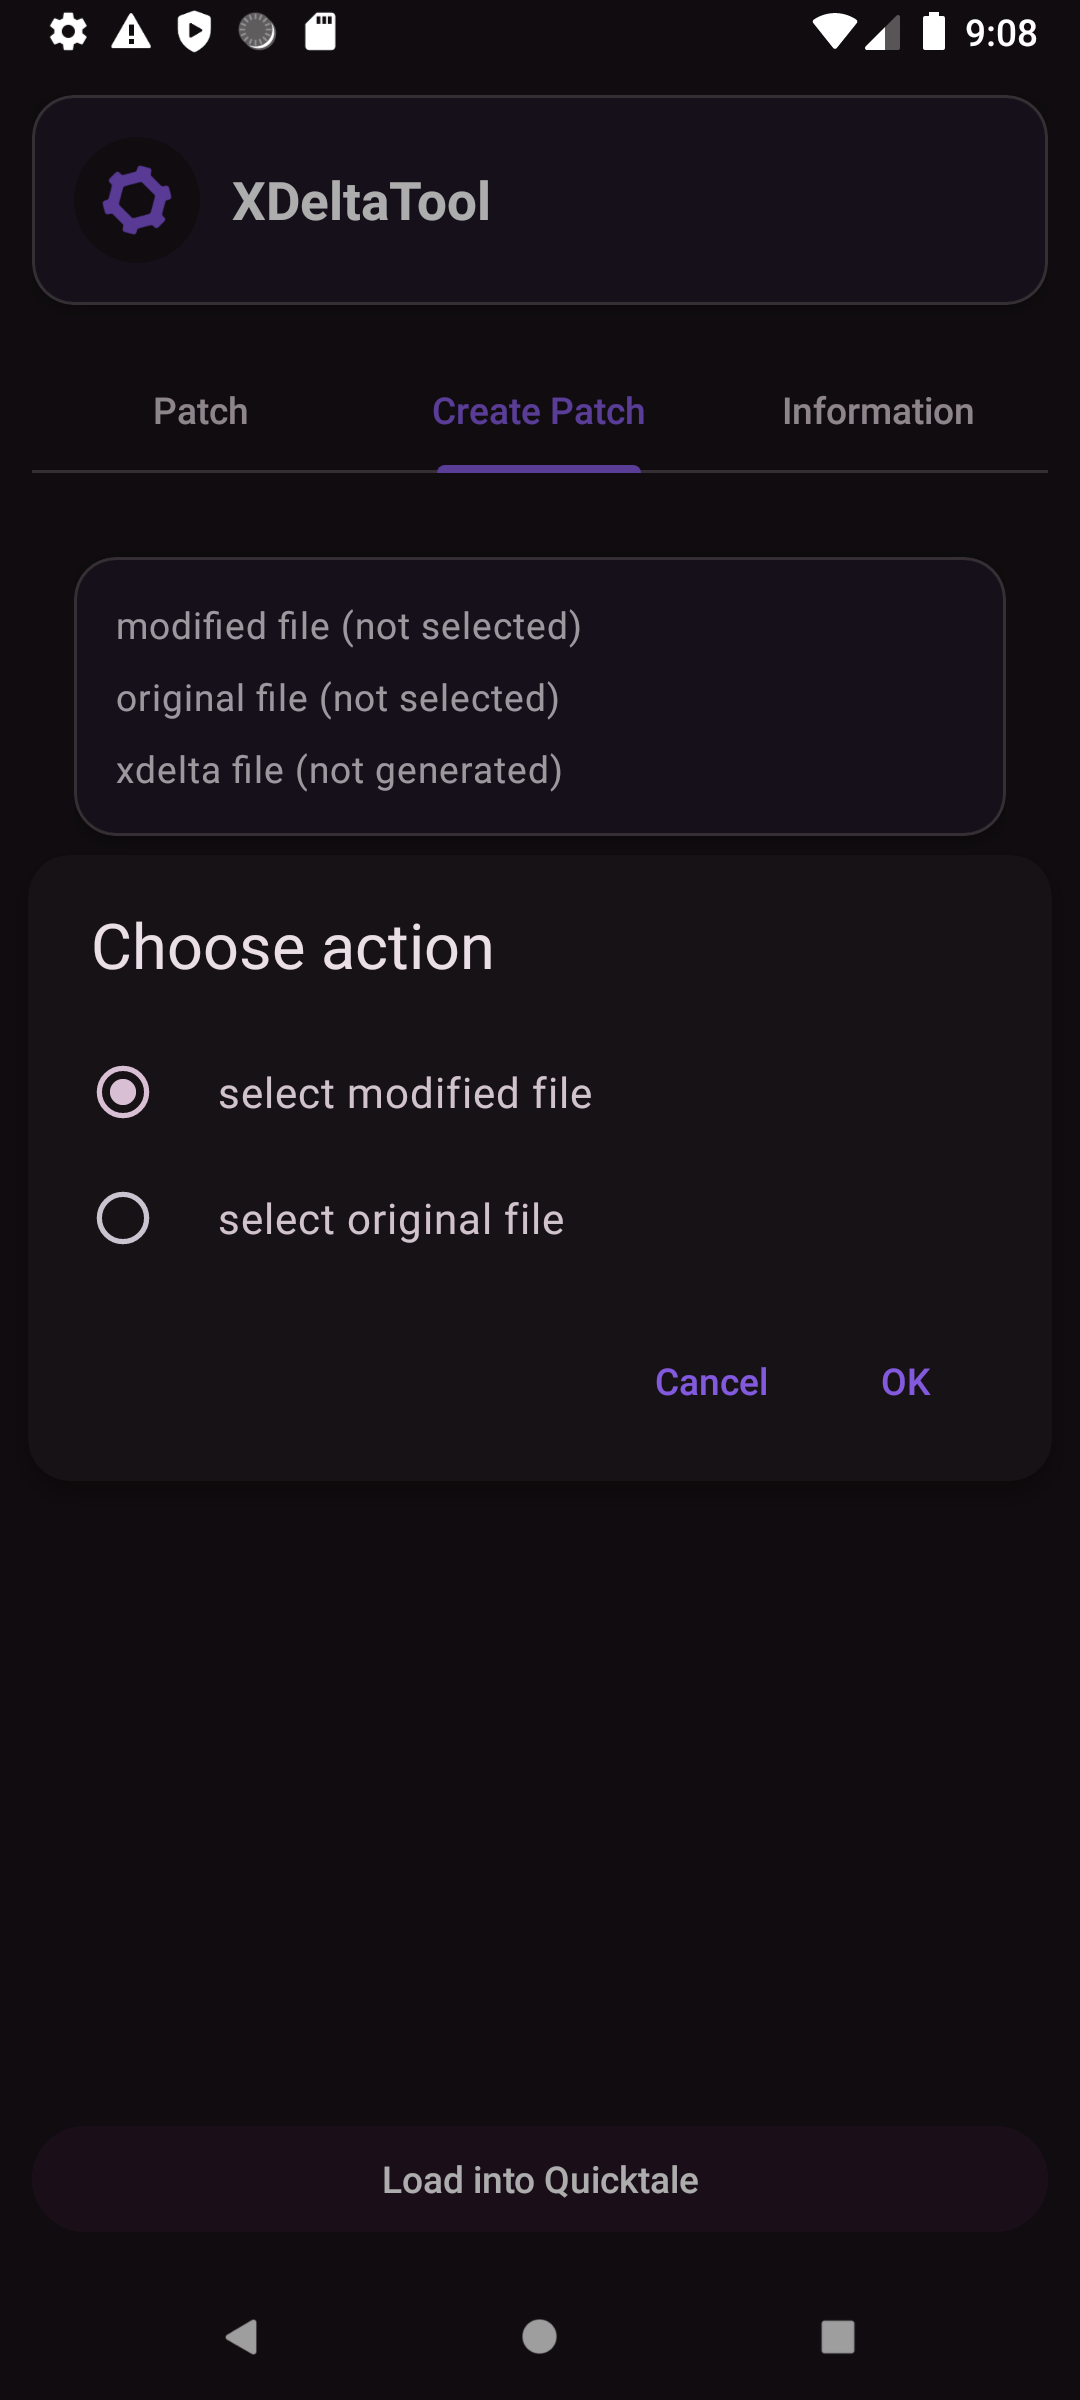 9:08
XDeltaTool
Patch
Create Patch
Information
modified file (not selected)
original file (not selected)
xdelta file (not generated)
Choose action
select modified file
select original file
Cancel
OK
Load into Quicktale